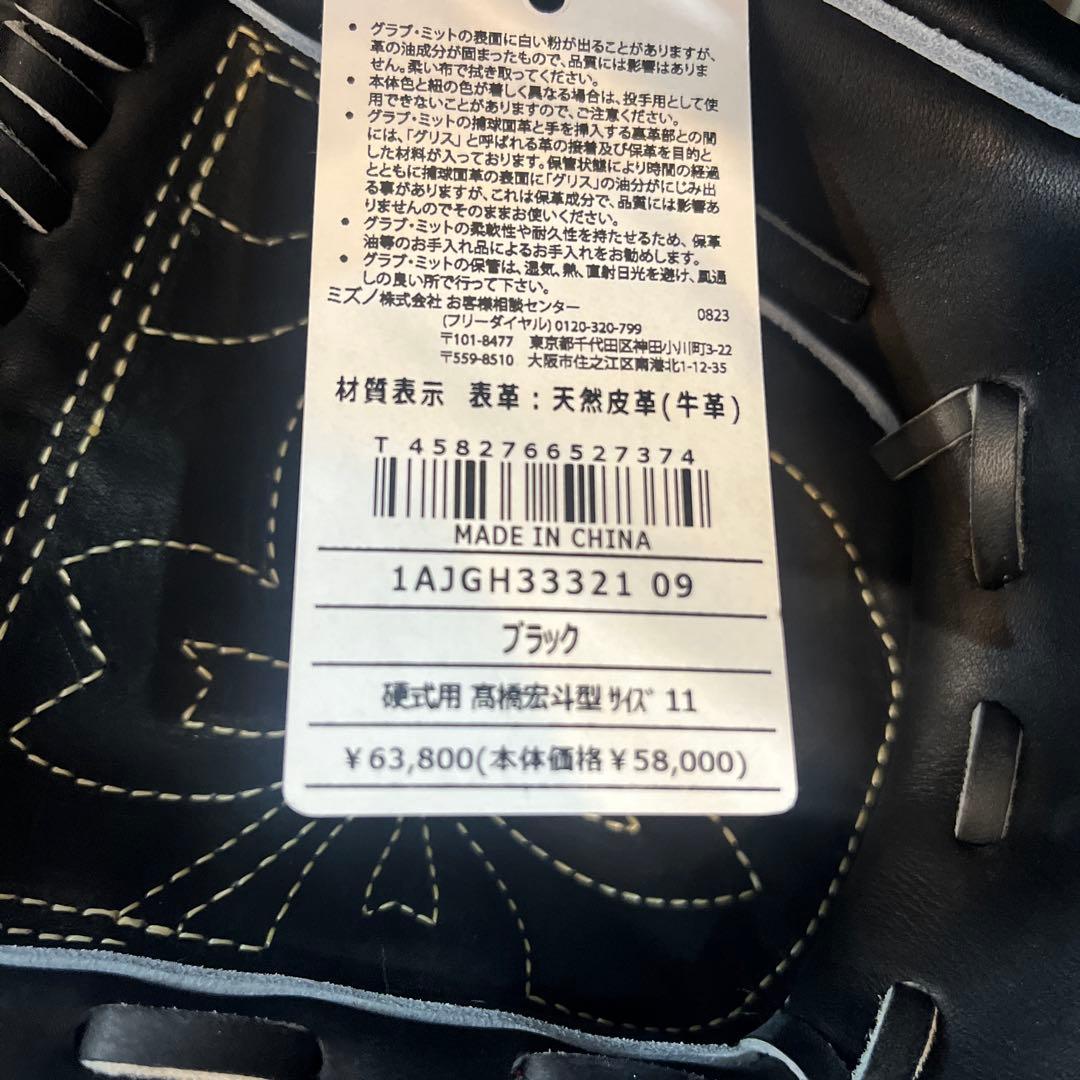 • グラブ・ミットの表面に白い粉が出ることがありますが、
革の油成分が固まったもので、品質には影響はありま
せん。柔い布で拭き取ってください。
• 本体色と紐の色が著しく異なる場合は、投手用として使
用できないことがありますので、ご注意ください。
• グラブ・ミットの捕球面革と手を挿入する裏革部との間
には、「グリス」と呼ばれる革の接着及び保革を目的と
した材料が入っております。保管状態により時間の経過
とともに捕球面革の表面に「グリス」の油分がにじみ出
る事がありますが、これは保革成分で、品質には影響あ
りませんのでそのままお使いください。
• グラブ・ミットの柔軟性や耐久性を持たせるため、保革
油等のお手入れ品によるお手入れをお勧めします。
• グラブ・ミットの保管は、湿気、熱、直射日光を避け、風通
しの良い所で行って下さい。
ミズノ株式会社 お客様相談センター 0823
(フリーダイヤル) 0120-320-799
〒101-8477 東京都千代田区神田小川町3-22
〒559-8510 大阪市住之江区南港北1-12-35
材質表示 表革:天然皮革(牛革)
T 4582766527374
MADE IN CHINA
1AJGH33321 09
ブラック
硬式用 髙橋宏斗型 ｻｲｽﾞ 11
¥63,800(本体価格¥58,000)